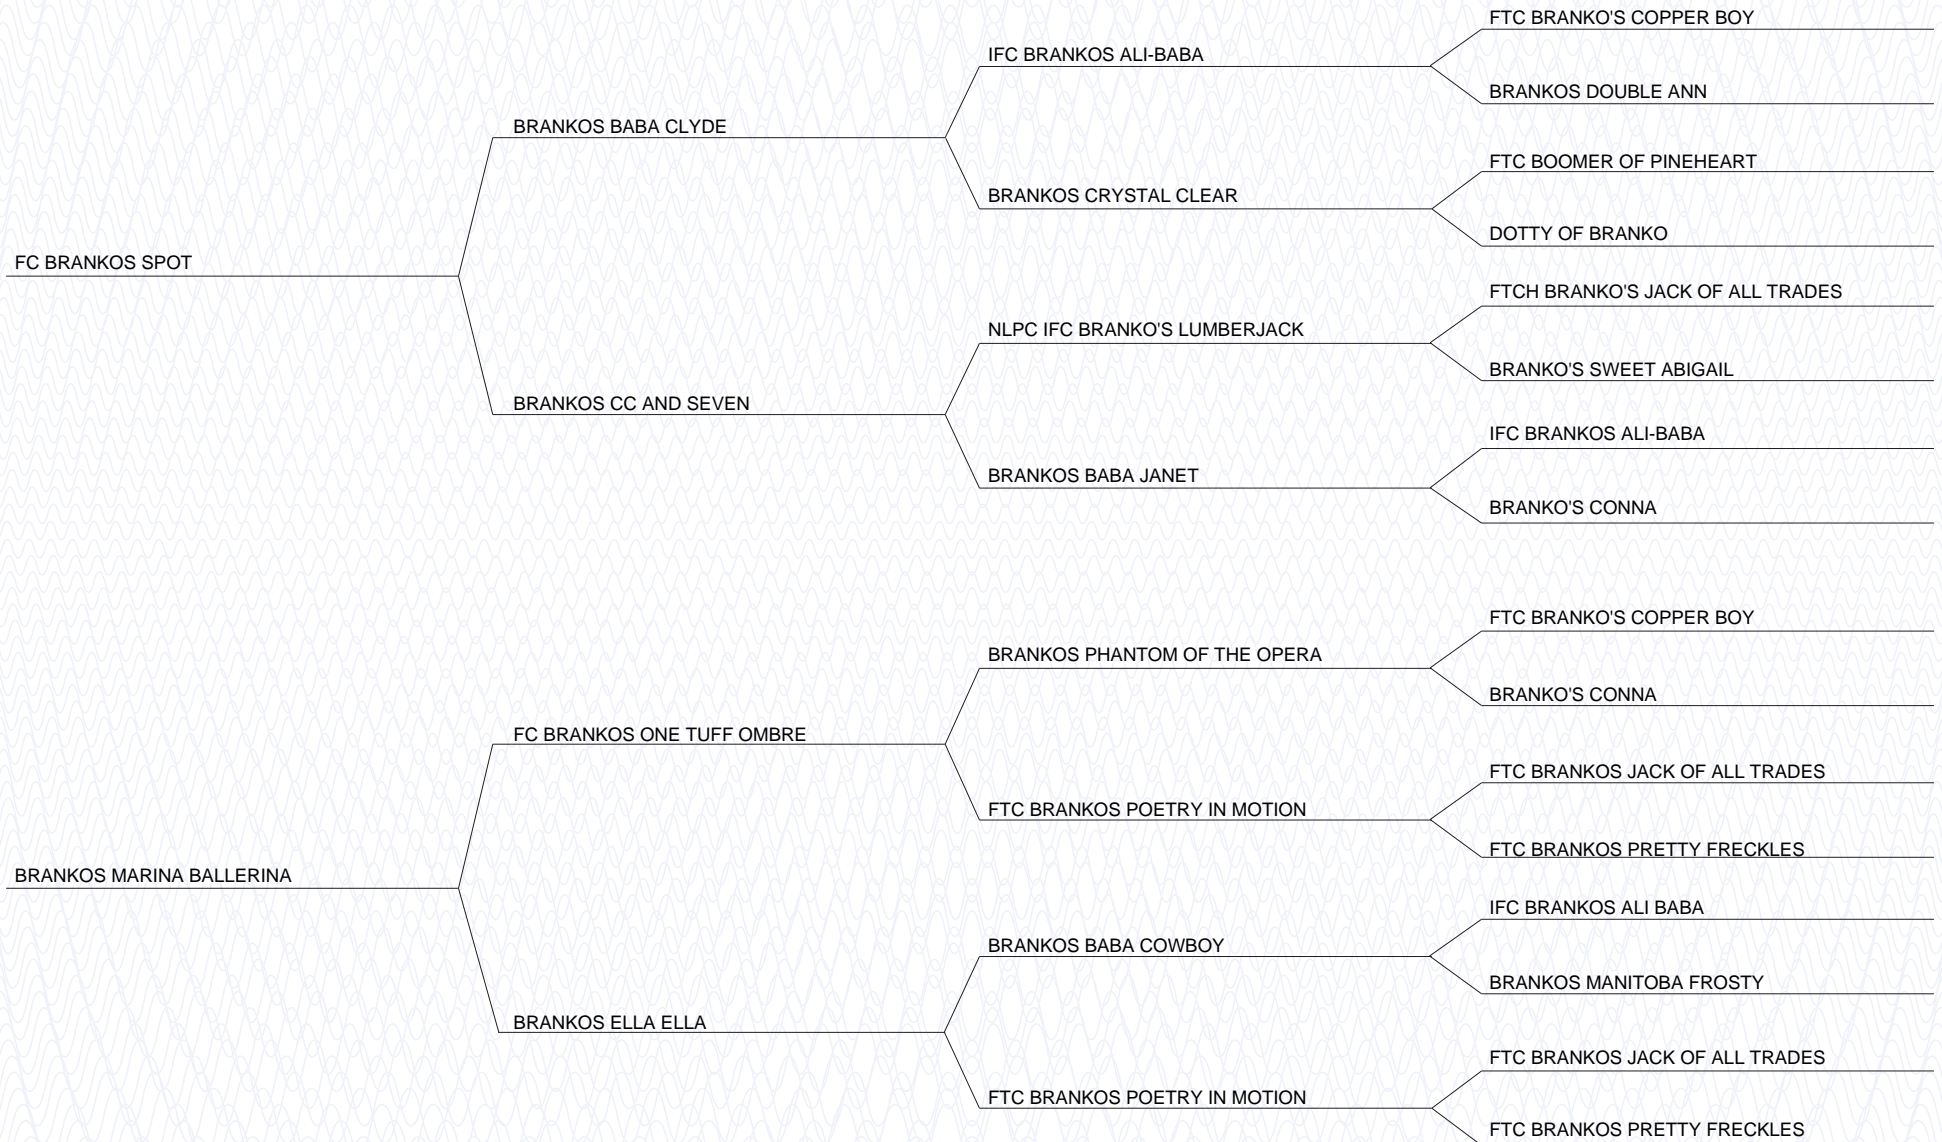 FTC BRANKO'S COPPER BOY
IFC BRANKOS ALI-BABA
BRANKOS DOUBLE ANN
BRANKOS BABA CLYDE
FTC BOOMER OF PINEHEART
BRANKOS CRYSTAL CLEAR
DOTTY OF BRANKO
FC BRANKOS SPOT
FTCH BRANKO'S JACK OF ALL TRADES
NLPC IFC BRANKO'S LUMBERJACK
BRANKO'S SWEET ABIGAIL
BRANKOS CC AND SEVEN
IFC BRANKOS ALI-BABA
BRANKOS BABA JANET
BRANKO'S CONNA
FTC BRANKO'S COPPER BOY
BRANKOS PHANTOM OF THE OPERA
BRANKO'S CONNA
FC BRANKOS ONE TUFF OMBRE
FTC BRANKOS JACK OF ALL TRADES
FTC BRANKOS POETRY IN MOTION
FTC BRANKOS PRETTY FRECKLES
BRANKOS MARINA BALLERINA
IFC BRANKOS ALI BABA
BRANKOS BABA COWBOY
BRANKOS MANITOBA FROSTY
BRANKOS ELLA ELLA
FTC BRANKOS JACK OF ALL TRADES
FTC BRANKOS POETRY IN MOTION
FTC BRANKOS PRETTY FRECKLES